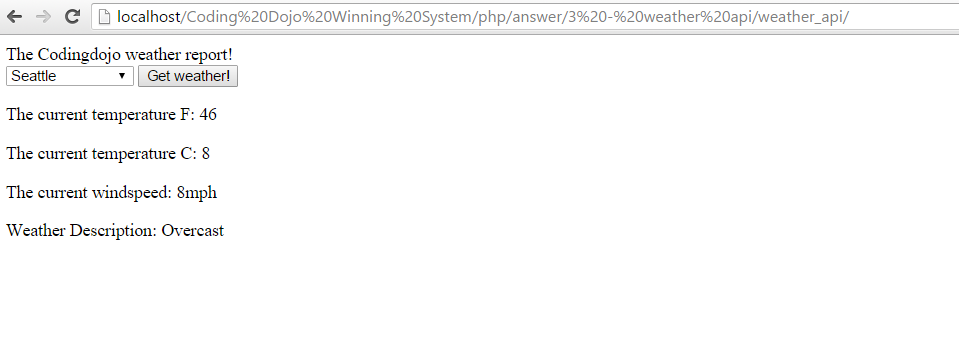 localhost/Coding%20Dojo%20Winning%20System/php/answer/3%20-%20weather%20api/weather_api/
The Codingdojo weather report!
Seattle Get weather!
The current temperature F: 46
The current temperature C: 8
The current windspeed: 8mph
Weather Description: Overcast